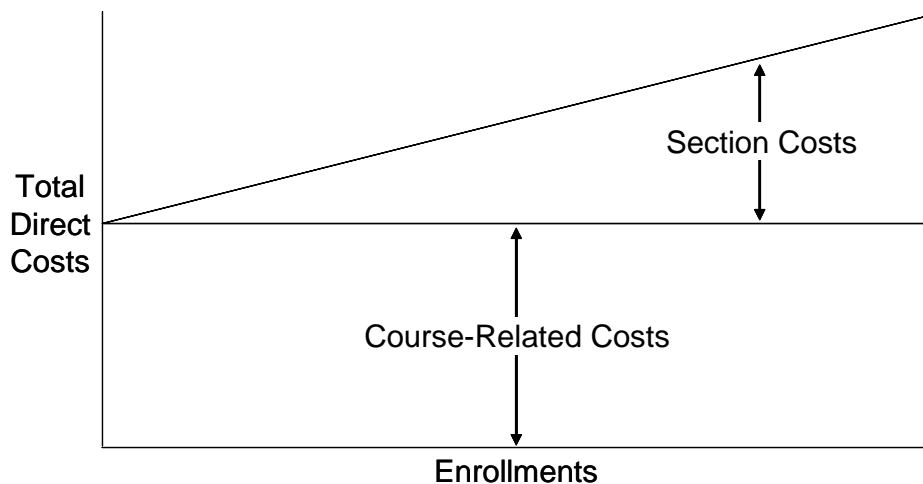 Section Costs
Total
Direct
Costs
Course-Related Costs
Enrollments